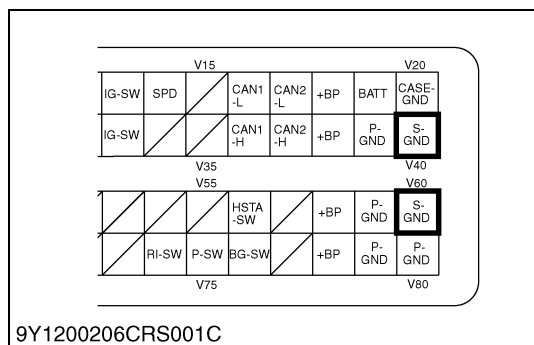 V15 V20
IG-SW SPD CAN1-L CAN2-L +BP BATT CASE-GND
IG-SW CAN1-H CAN2-H +BP P-GND S-GND
V35 V40
V55 V60
HSTA-SW +BP P-GND S-GND
RI-SW P-SW BG-SW +BP P-GND P-GND
V75 V80
9Y1200206CRS001C